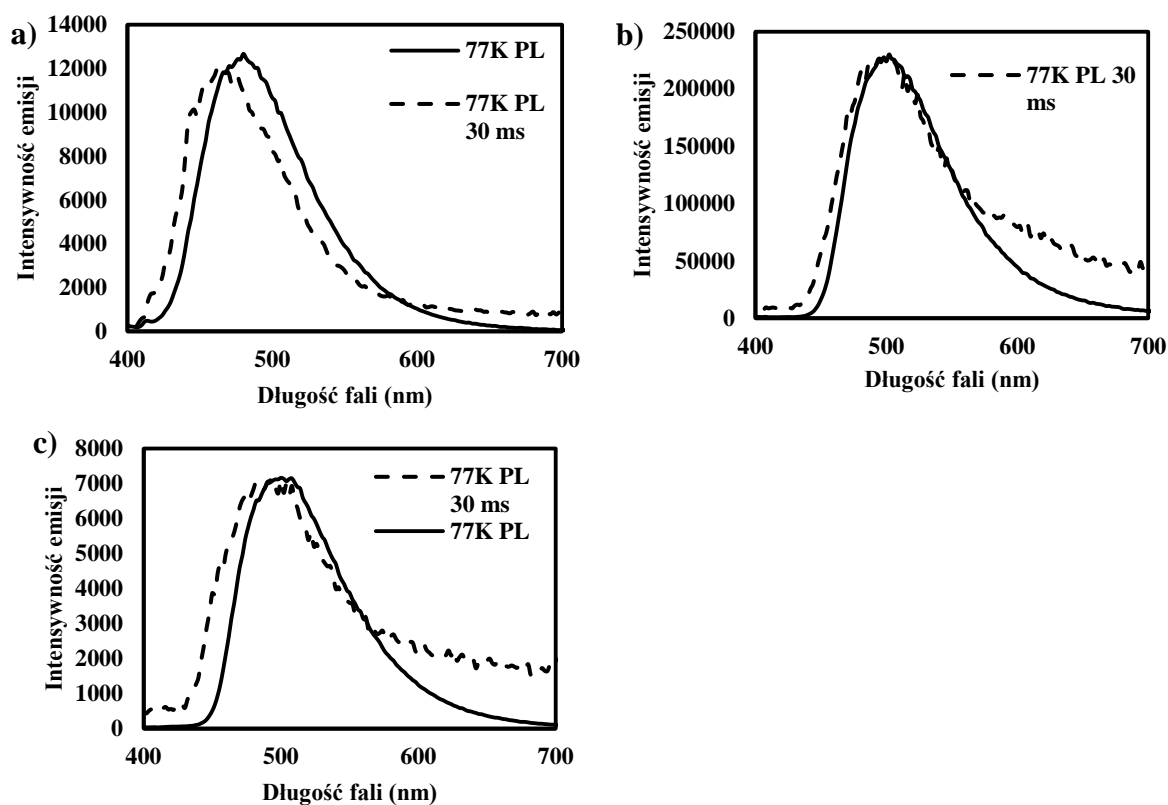 a)
Intensywność emisji
14000
12000
10000
8000
6000
4000
2000
0
400
500
600
700
Długość fali (nm)
77K PL
77K PL
30 ms
b)
Intensywność emisji
250000
200000
150000
100000
50000
0
400
500
600
700
Długość fali (nm)
77K PL 30
ms
c)
Intensywność emisji
8000
7000
6000
5000
4000
3000
2000
1000
0
400
500
600
700
Długość fali (nm)
77K PL
30 ms
77K PL